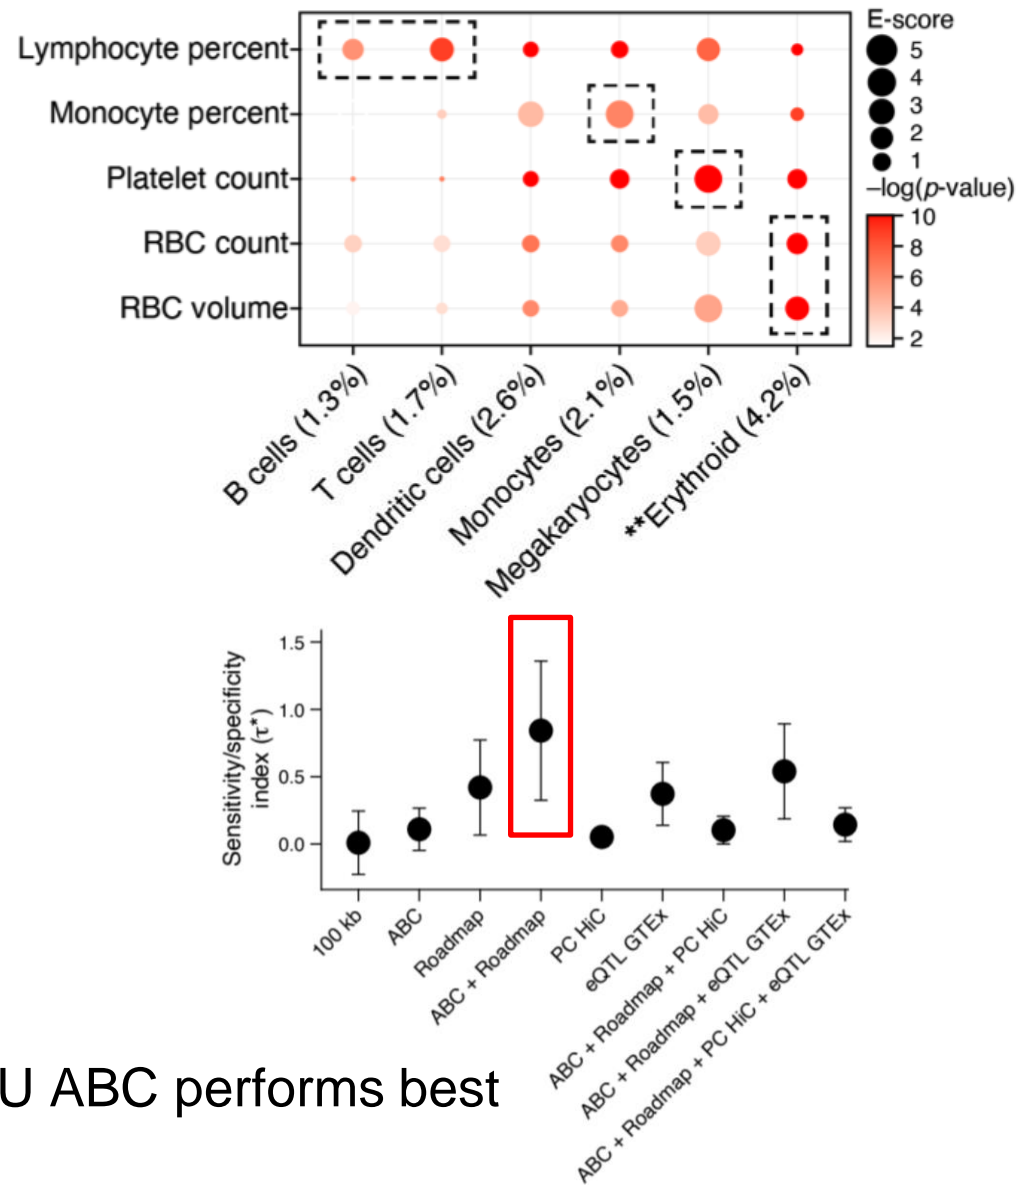 Lymphocyte percent
Monocyte percent
Platelet count
RBC count
RBC volume
E-score
5
4
3
2
1
–log(p-value)
10
8
6
4
2
B cells (1.3%)
T cells (1.7%)
Dendritic cells (2.6%)
Monocytes (2.1%)
Megakaryocytes (1.5%)
**Erythroid (4.2%)
Sensitivity/specificity
index (τ*)
1.5
1.0
0.5
0.0
100 kb
ABC
Roadmap
ABC + Roadmap
PC HiC
eQTL GTEx
ABC + Roadmap + PC HiC
ABC + Roadmap + eQTL GTEx
ABC + Roadmap + PC HiC + eQTL GTEx
U ABC performs best